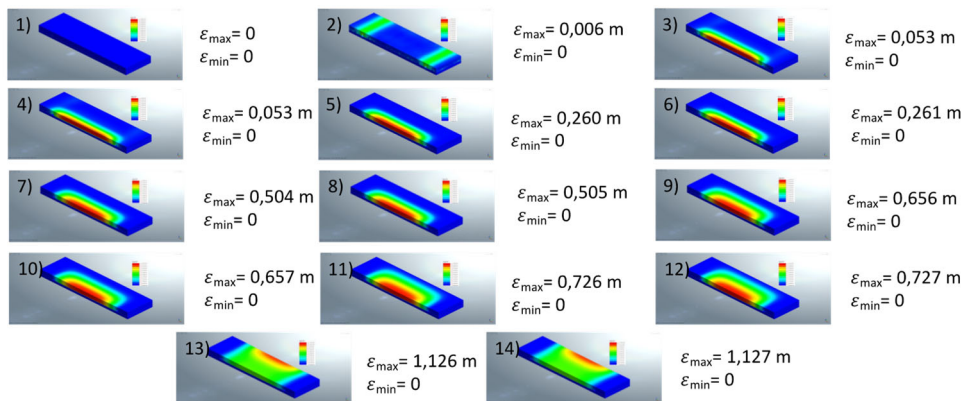 1)
εmax= 0
εmin= 0
2)
εmax= 0,006 m
εmin= 0
3)
εmax= 0,053 m
εmin= 0
4)
εmax= 0,053 m
εmin= 0
5)
εmax= 0,260 m
εmin= 0
6)
εmax= 0,261 m
εmin= 0
7)
εmax= 0,504 m
εmin= 0
8)
εmax= 0,505 m
εmin= 0
9)
εmax= 0,656 m
εmin= 0
10)
εmax= 0,657 m
εmin= 0
11)
εmax= 0,726 m
εmin= 0
12)
εmax= 0,727 m
εmin= 0
13)
εmax= 1,126 m
εmin= 0
14)
εmax= 1,127 m
εmin= 0